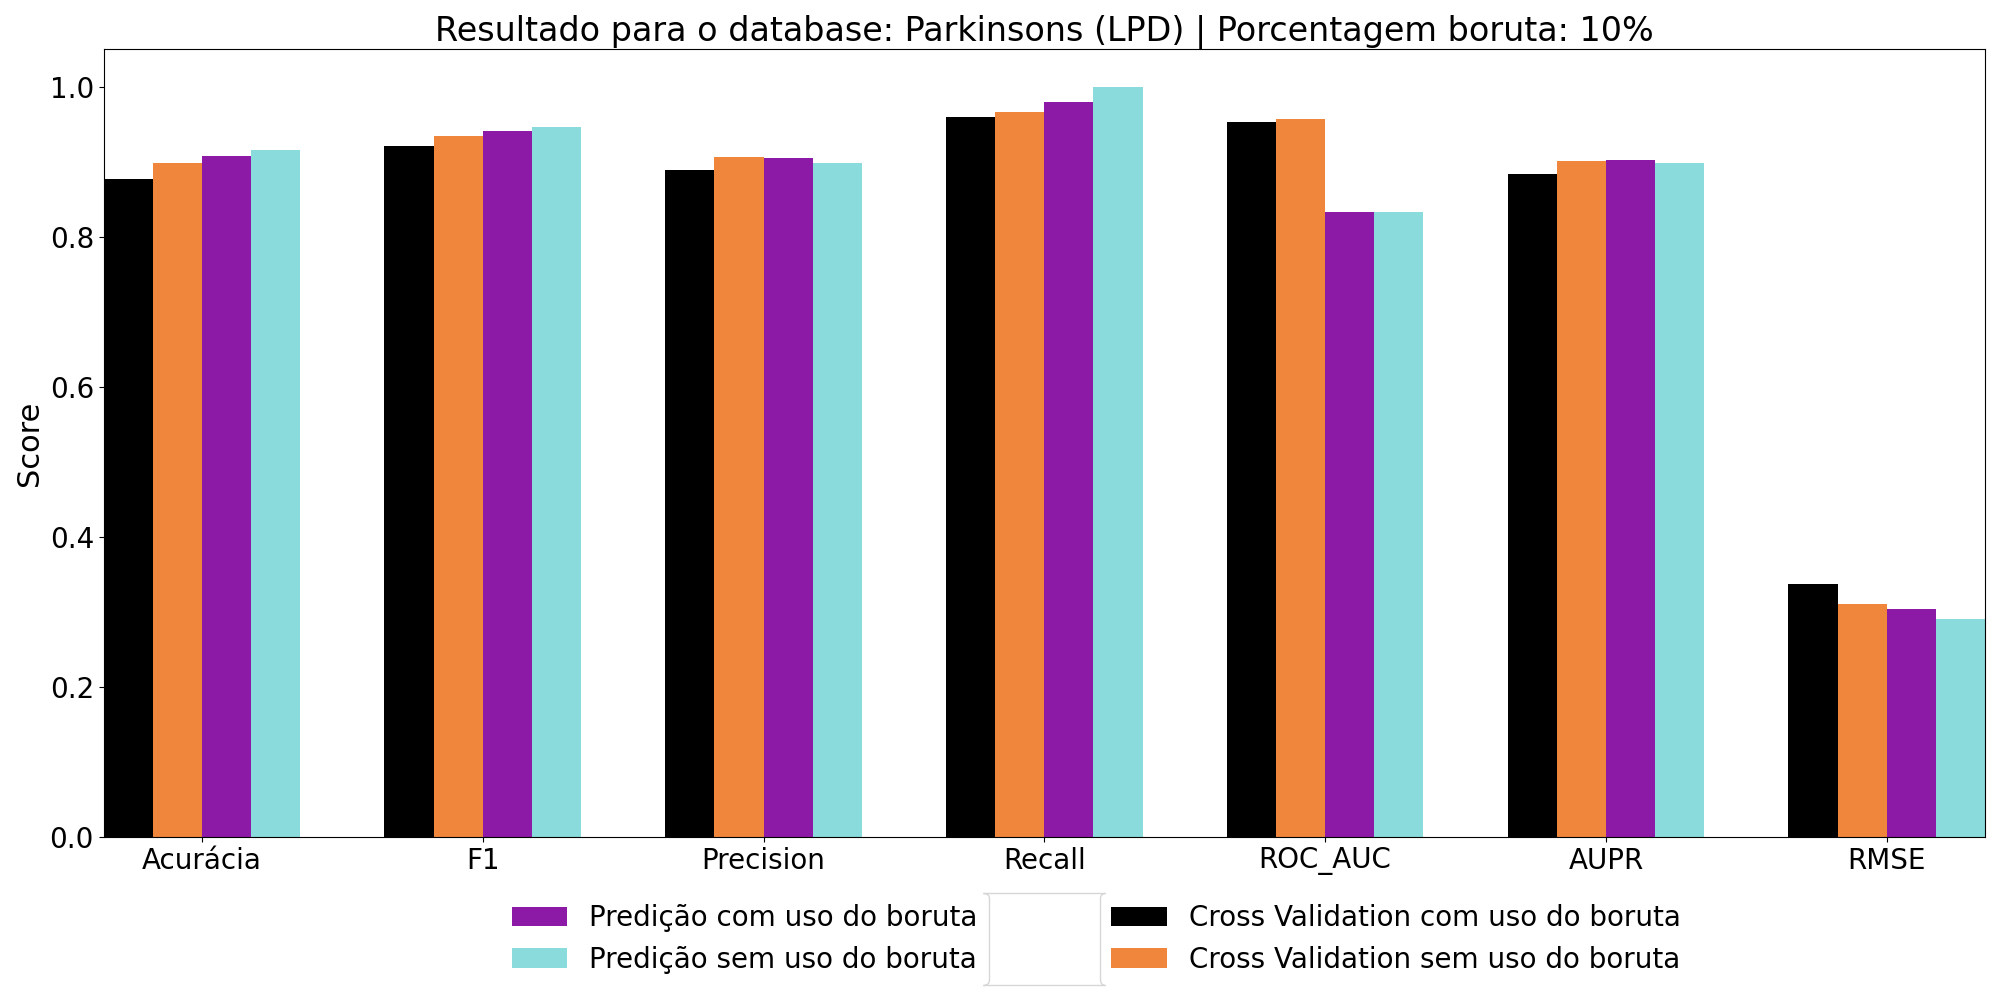 Resultado para o database: Parkinsons (LPD) | Porcentagem boruta: 10%
Score
1.0
0.8
0.6
0.4
0.2
0.0
Acurácia
F1
Precision
Recall
ROC_AUC
AUPR
RMSE
Predição com uso do boruta
Predição sem uso do boruta
Cross Validation com uso do boruta
Cross Validation sem uso do boruta